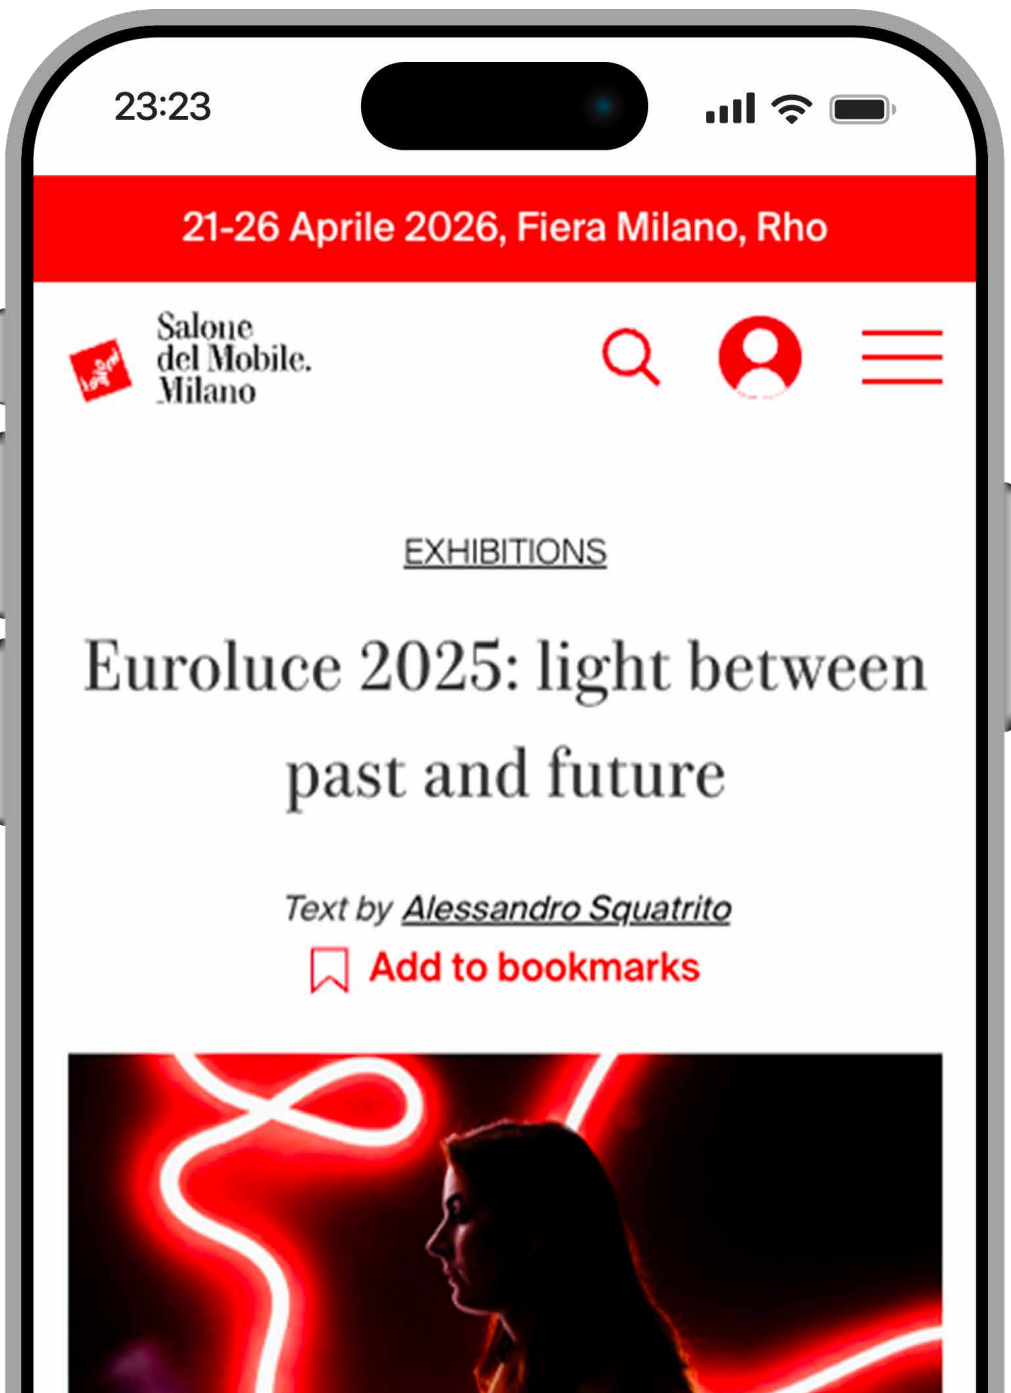 23:23
21-26 Aprile 2026, Fiera Milano, Rho
Salone
del Mobile.
Milano
EXHIBITIONS
Euroluce 2025: light between
past and future
Text by Alessandro Squatrito
Add to bookmarks